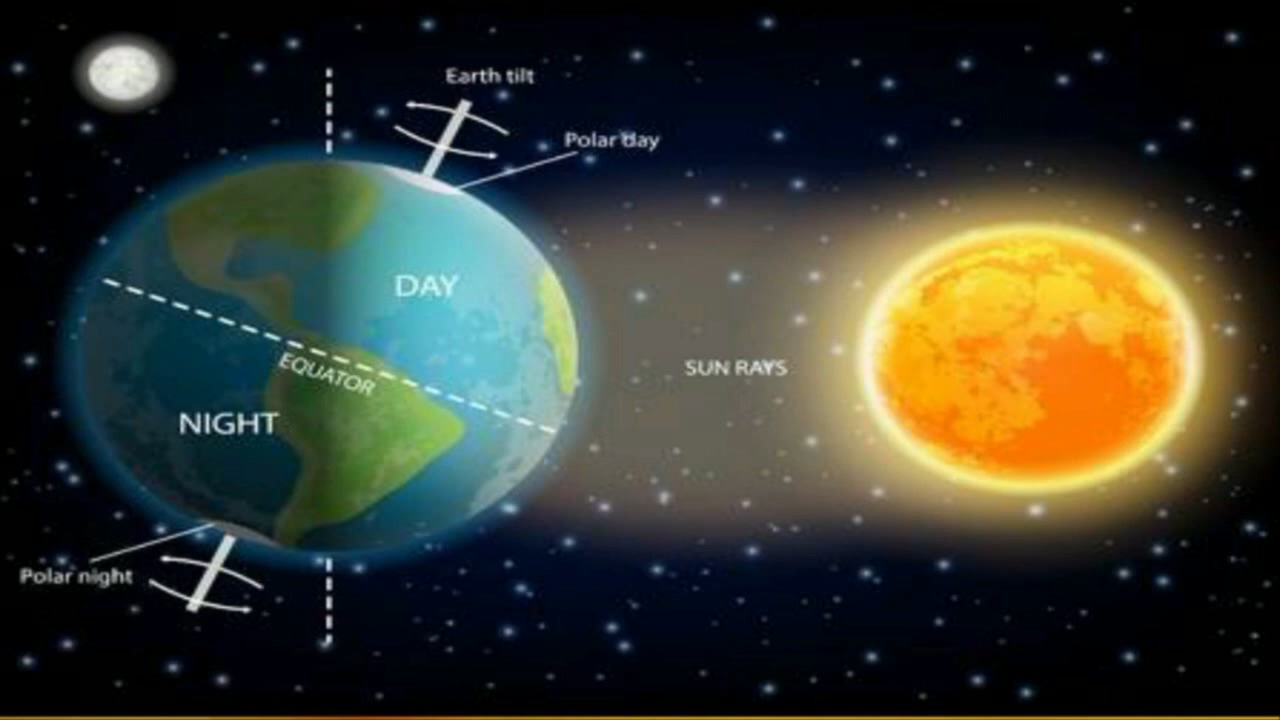 Earth tilt
Polar day
DAY
EQUATOR
SUN RAYS
NIGHT
Polar night